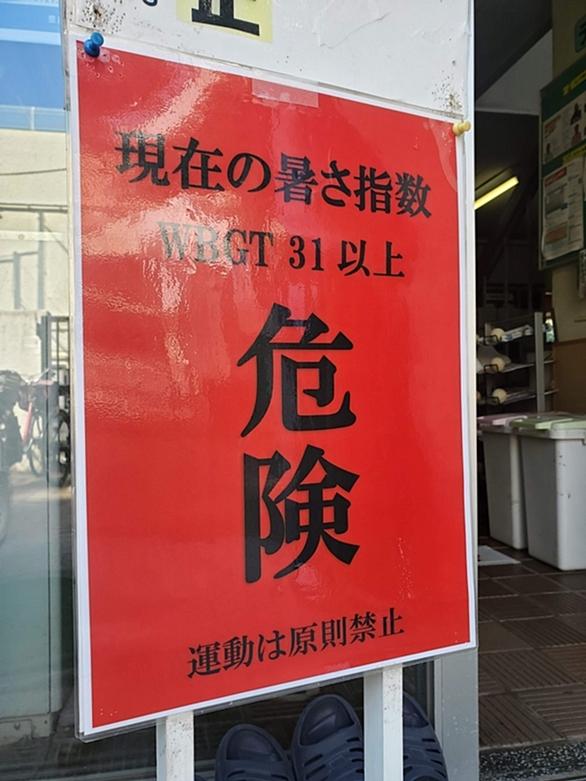 止
現在の暑さ指数
WBGT 31 以上
危
険
運動は原則禁止